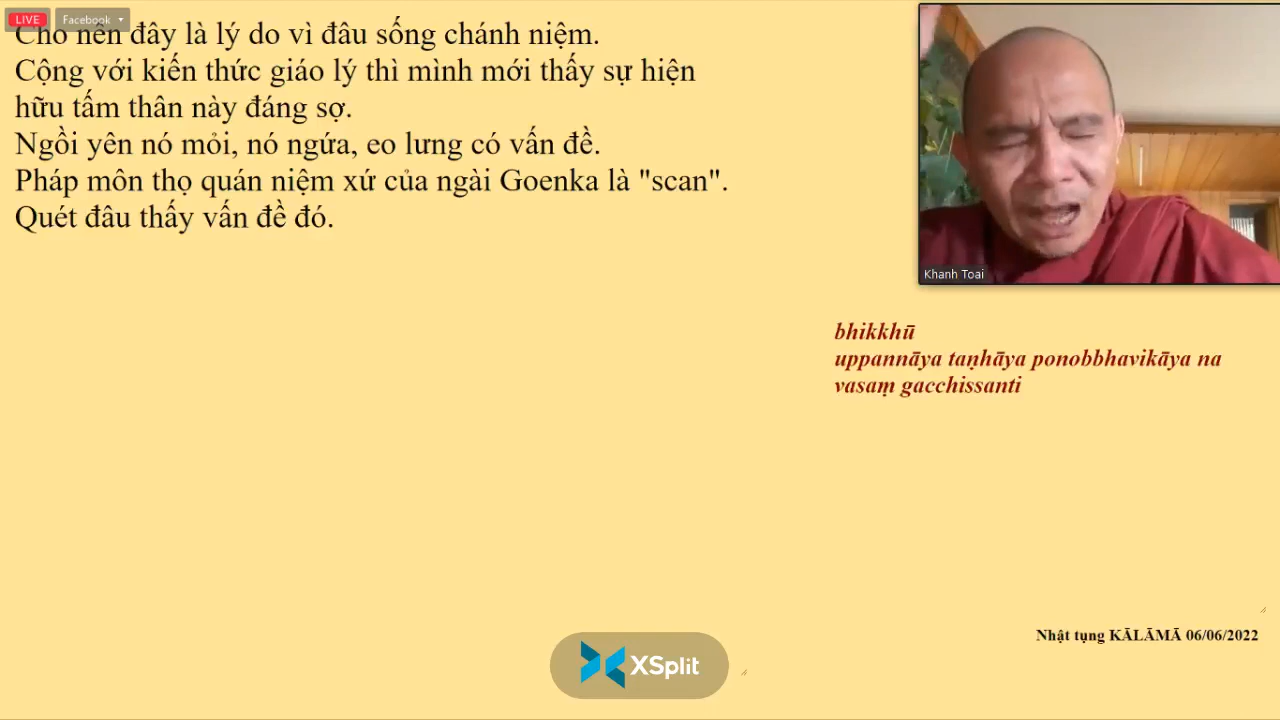 LIVE
Facebook
Cho nên đây là lý do vì đâu sống chánh niệm.
Cộng với kiến thức giáo lý thì mình mới thấy sự hiện
hữu tấm thân này đáng sợ.
Ngồi yên nó mỏi, nó ngứa, eo lưng có vấn đề.
Pháp môn thọ quán niệm xứ của ngài Goenka là "scan".
Quét đâu thấy vấn đề đó.
Khanh Toai
bhikkhū
uppannāya taṇhāya ponobbhavikāya na
vasaṃ gacchissanti
Nhật tụng KĀLĀMĀ 06/06/2022
XSplit